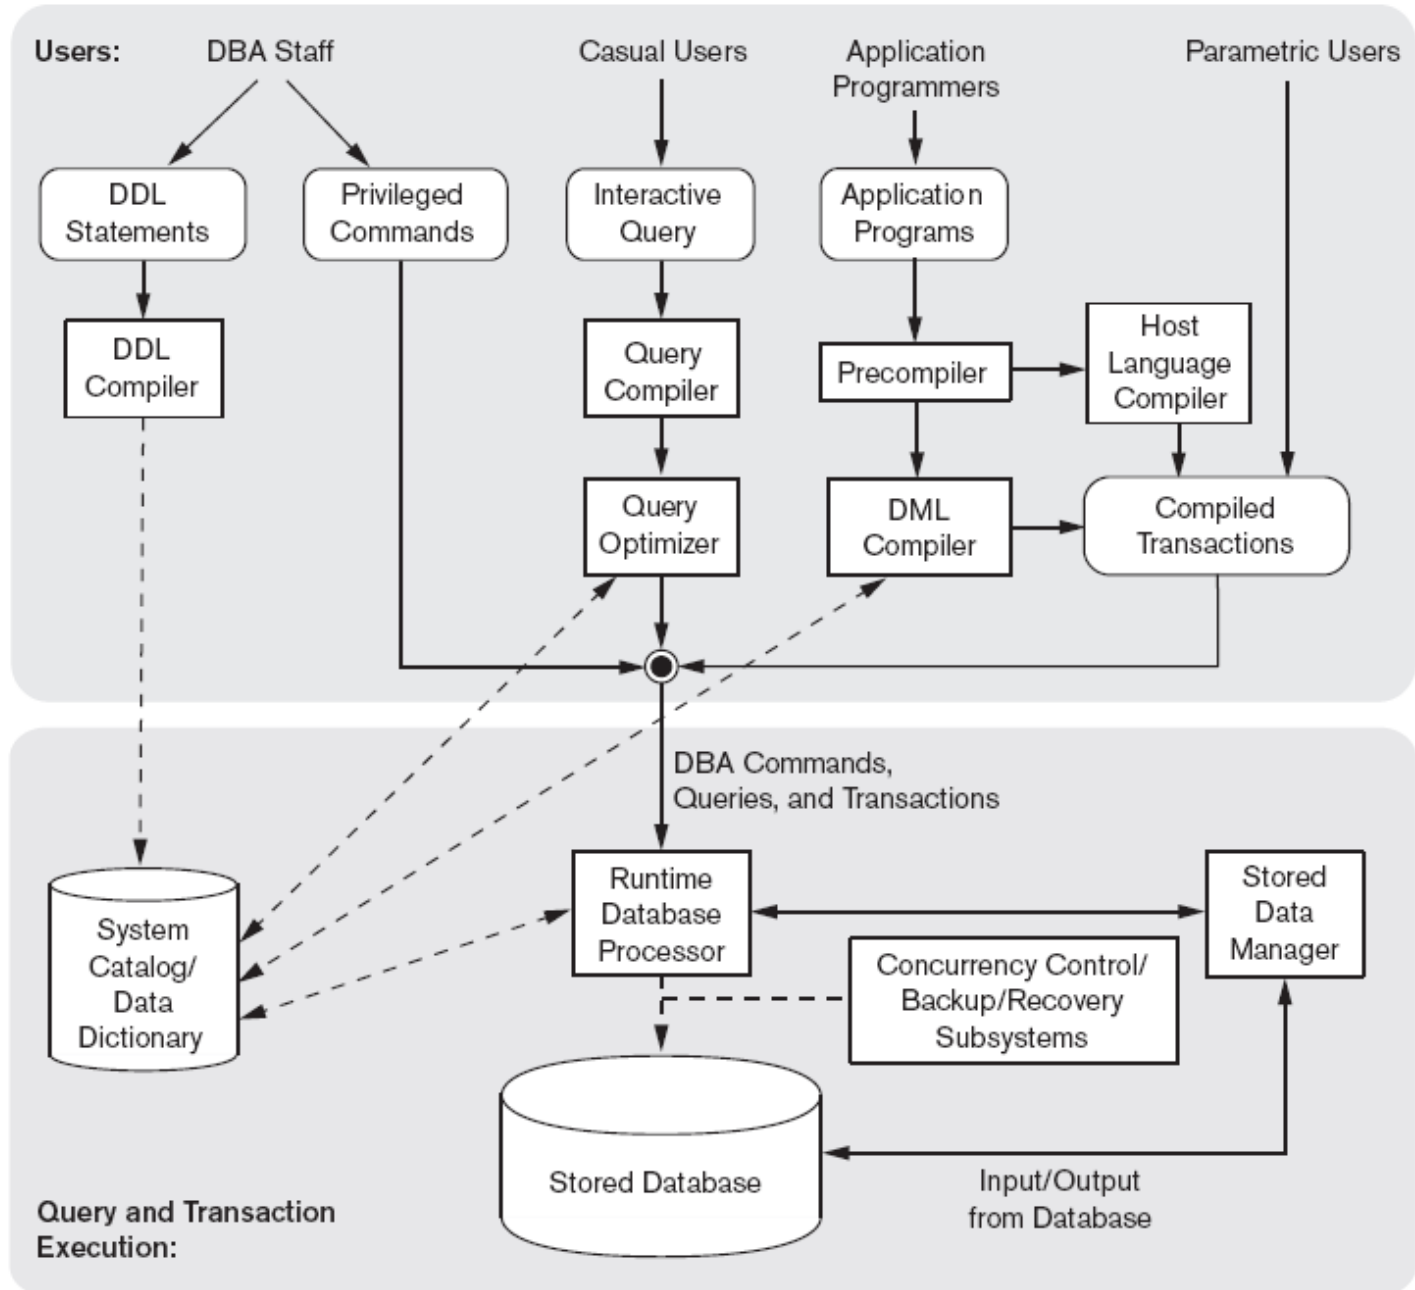 Users:
DBA Staff
Casual Users
Application
Programmers
Parametric Users
DDL
Statements
Privileged
Commands
Interactive
Query
Application
Programs
DDL
Compiler
Query
Compiler
Precompiler
Host
Language
Compiler
Query
Optimizer
DML
Compiler
Compiled
Transactions
DBA Commands,
Queries, and Transactions
System
Catalog/
Data
Dictionary
Runtime
Database
Processor
Stored
Data
Manager
Concurrency Control/
Backup/Recovery
Subsystems
Stored Database
Input/Output
from Database
Query and Transaction
Execution: